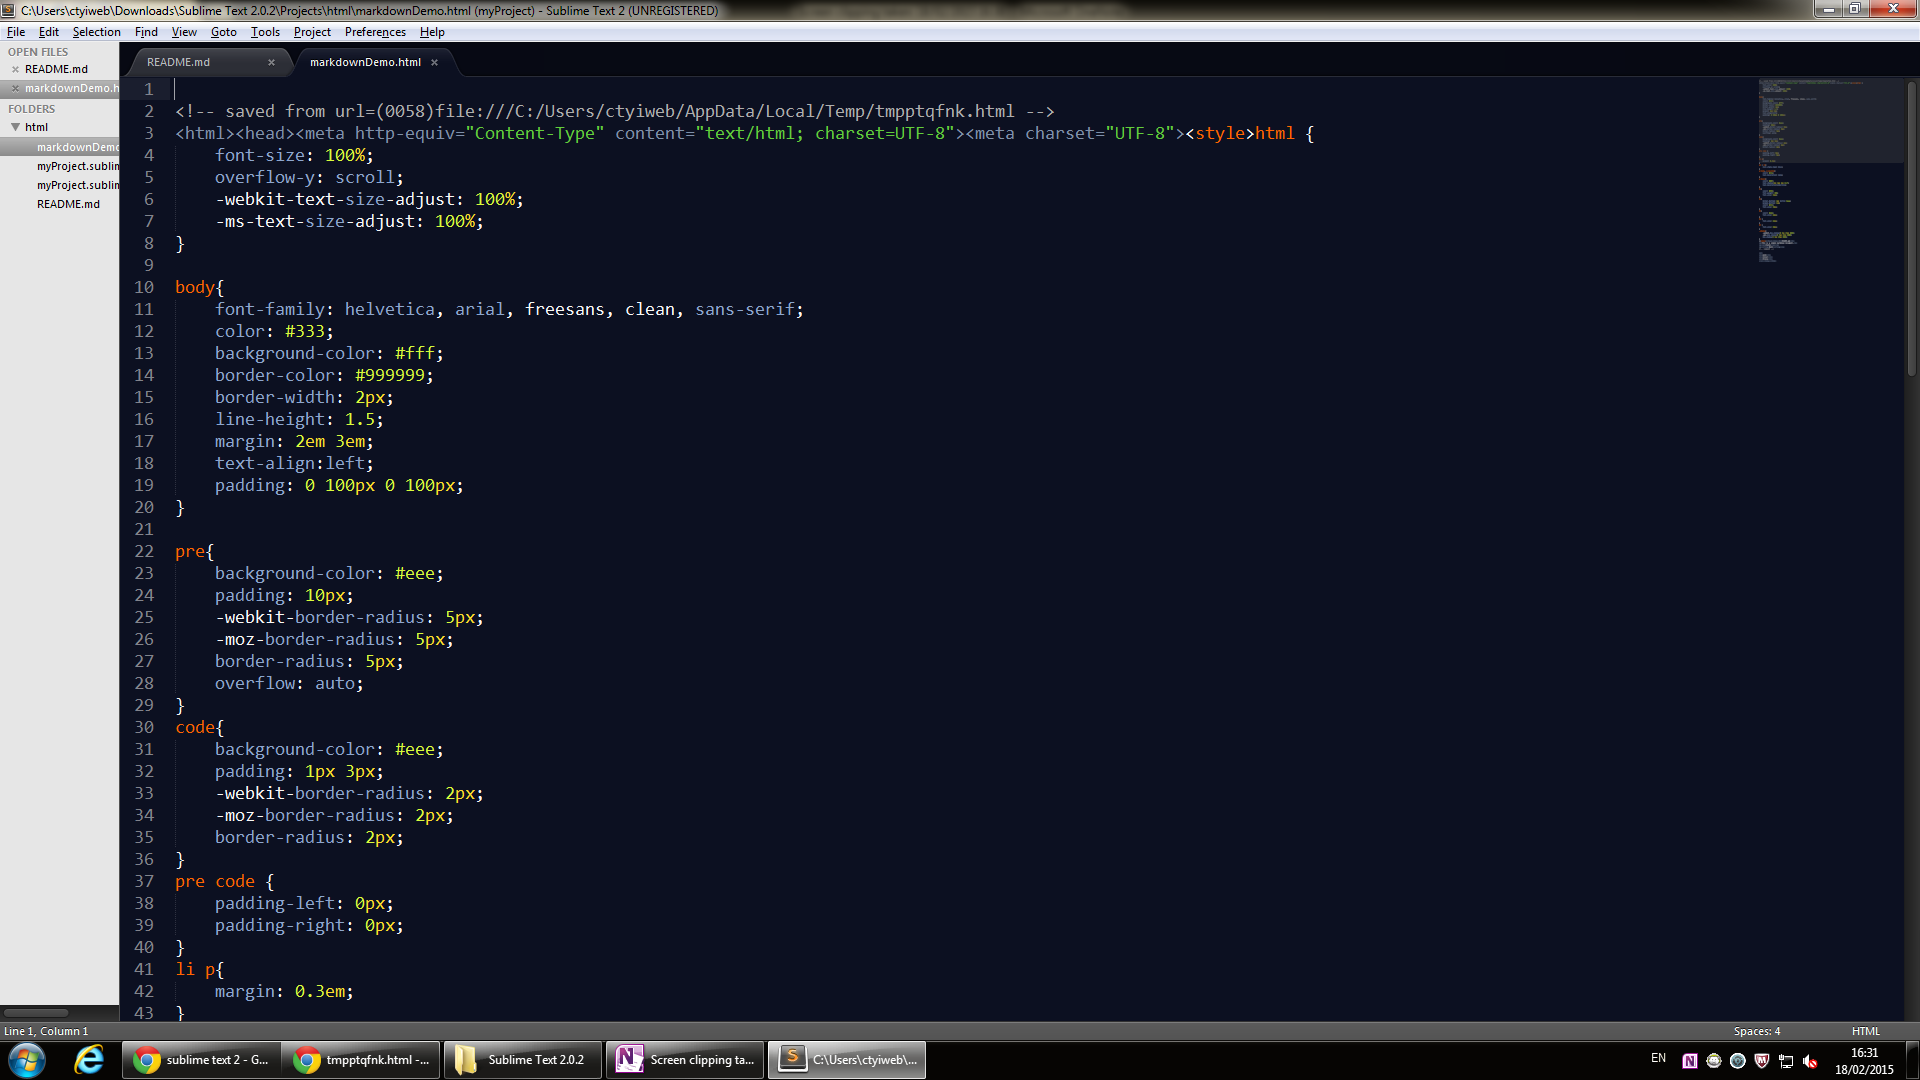 C:\Users\ctyiweb\Downloads\Sublime Text 2.0.2\Projects\html\markdownDemo.html (myProject) - Sublime Text 2 (UNREGISTERED)
File Edit Selection Find View Goto Tools Project Preferences Help
OPEN FILES
README.md
markdownDemo.h
FOLDERS
html
markdownDemo
myProject.sublim
myProject.sublim
README.md
README.md markdownDemo.html
1
2 <!-- saved from url=(0058)file:///C:/Users/ctyiweb/AppData/Local/Temp/tmpptqfnk.html -->
3 <html><head><meta http-equiv="Content-Type" content="text/html; charset=UTF-8"><meta charset="UTF-8"><style>html {
4 font-size: 100%;
5 overflow-y: scroll;
6 -webkit-text-size-adjust: 100%;
7 -ms-text-size-adjust: 100%;
8 }
9
10 body{
11 font-family: helvetica, arial, freesans, clean, sans-serif;
12 color: #333;
13 background-color: #fff;
14 border-color: #999999;
15 border-width: 2px;
16 line-height: 1.5;
17 margin: 2em 3em;
18 text-align:left;
19 padding: 0 100px 0 100px;
20 }
21
22 pre{
23 background-color: #eee;
24 padding: 10px;
25 -webkit-border-radius: 5px;
26 -moz-border-radius: 5px;
27 border-radius: 5px;
28 overflow: auto;
29 }
30 code{
31 background-color: #eee;
32 padding: 1px 3px;
33 -webkit-border-radius: 2px;
34 -moz-border-radius: 2px;
35 border-radius: 2px;
36 }
37 pre code {
38 padding-left: 0px;
39 padding-right: 0px;
40 }
41 li p{
42 margin: 0.3em;
43 }
Line 1, Column 1 Spaces: 4 HTML
sublime text 2 - G... tmpptqfnk.html -... Sublime Text 2.0.2 Screen clipping ta... C:\Users\ctyiweb\... EN 16:31
18/02/2015